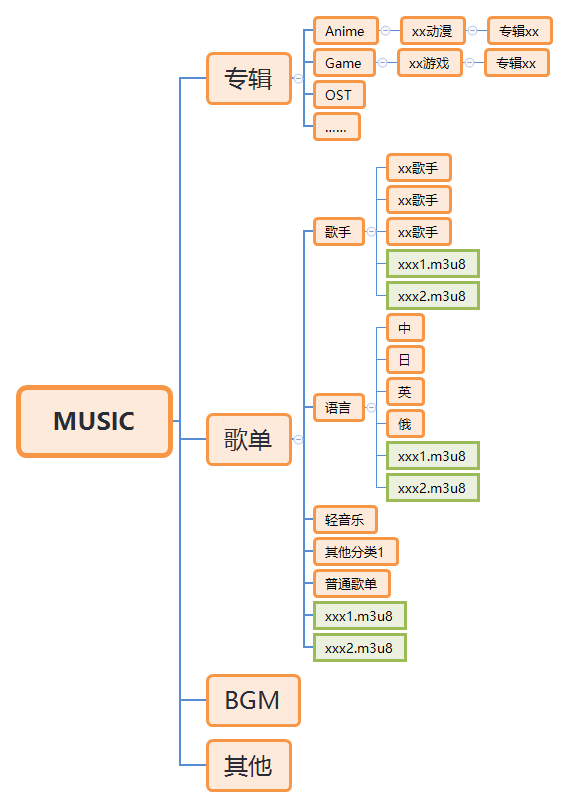 MUSIC
专辑
Anime
xx动漫
专辑xx
Game
xx游戏
专辑xx
OST
......
歌单
歌手
xx歌手
xx歌手
xx歌手
xxx1.m3u8
xxx2.m3u8
语言
中
日
英
俄
xxx1.m3u8
xxx2.m3u8
轻音乐
其他分类1
普通歌单
xxx1.m3u8
xxx2.m3u8
BGM
其他